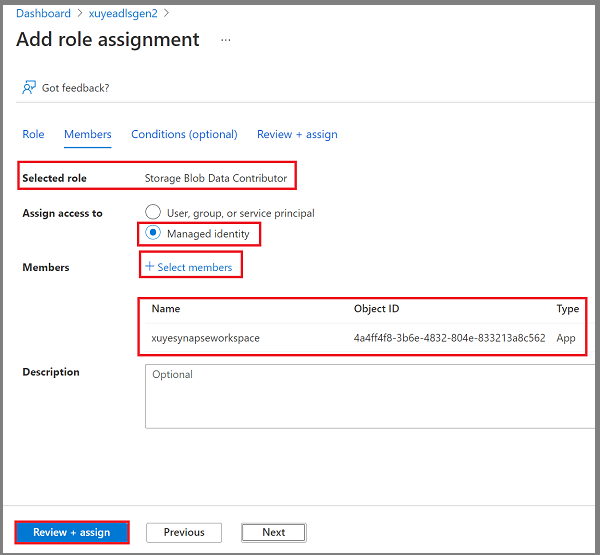 Dashboard > xuyeadlsgen2 >
Add role assignment ...
Got feedback?
Role Members Conditions (optional) Review + assign
Selected role Storage Blob Data Contributor
Assign access to User, group, or service principal
Managed identity
Members + Select members
Name Object ID Type
xuyesynapseworkspace 4a4ff4f8-3b6e-4832-804e-833213a8c562 App
Description Optional
Review + assign Previous Next